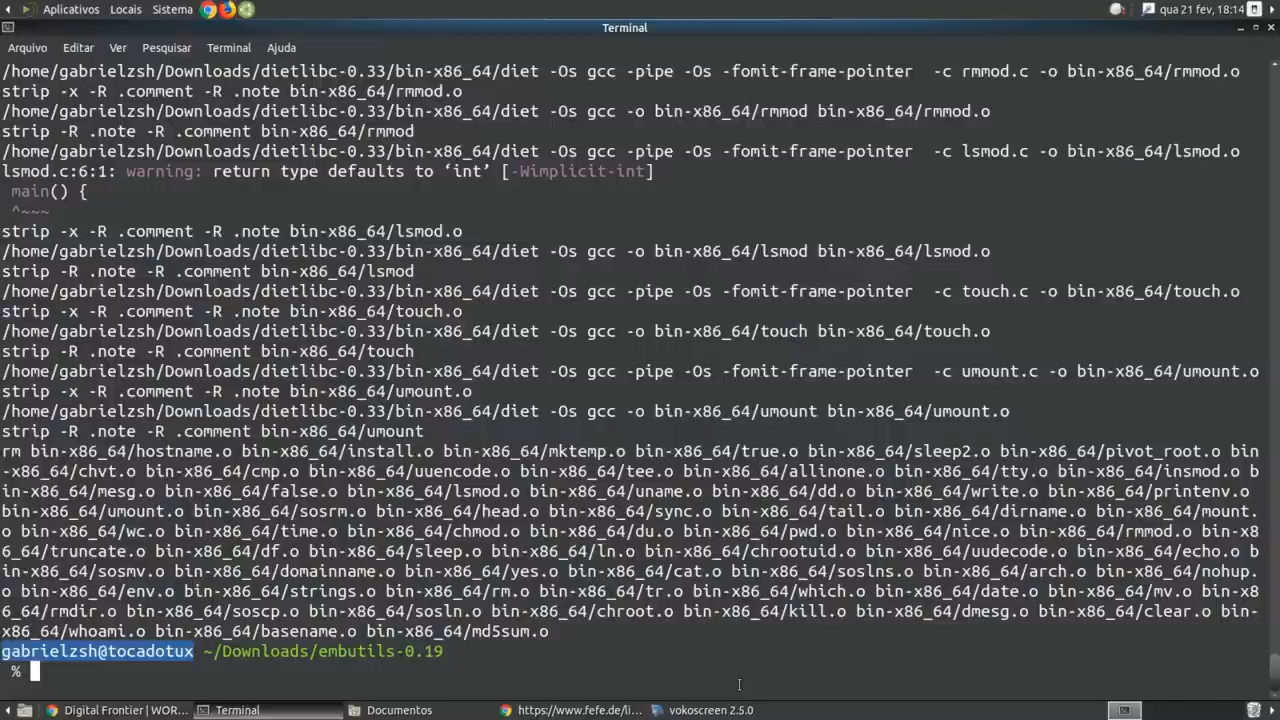 Aplicativos Locais Sistema qua 21 fev, 18:14
Terminal
Arquivo Editar Ver Pesquisar Terminal Ajuda
/home/gabrielzsh/Downloads/dietlibc-0.33/bin-x86_64/diet -Os gcc -pipe -Os -fomit-frame-pointer  -c rmmod.c -o bin-x86_64/rmmod.o
strip -x -R .comment -R .note bin-x86_64/rmmod.o
/home/gabrielzsh/Downloads/dietlibc-0.33/bin-x86_64/diet -Os gcc -o bin-x86_64/rmmod bin-x86_64/rmmod.o
strip -R .note -R .comment bin-x86_64/rmmod
/home/gabrielzsh/Downloads/dietlibc-0.33/bin-x86_64/diet -Os gcc -pipe -Os -fomit-frame-pointer  -c lsmod.c -o bin-x86_64/lsmod.o
lsmod.c:6:1: warning: return type defaults to ‘int’ [-Wimplicit-int]
 main() {
 ^~~~
strip -x -R .comment -R .note bin-x86_64/lsmod.o
/home/gabrielzsh/Downloads/dietlibc-0.33/bin-x86_64/diet -Os gcc -o bin-x86_64/lsmod bin-x86_64/lsmod.o
strip -R .note -R .comment bin-x86_64/lsmod
/home/gabrielzsh/Downloads/dietlibc-0.33/bin-x86_64/diet -Os gcc -pipe -Os -fomit-frame-pointer  -c touch.c -o bin-x86_64/touch.o
strip -x -R .comment -R .note bin-x86_64/touch.o
/home/gabrielzsh/Downloads/dietlibc-0.33/bin-x86_64/diet -Os gcc -o bin-x86_64/touch bin-x86_64/touch.o
strip -R .note -R .comment bin-x86_64/touch
/home/gabrielzsh/Downloads/dietlibc-0.33/bin-x86_64/diet -Os gcc -pipe -Os -fomit-frame-pointer  -c umount.c -o bin-x86_64/umount.o
strip -x -R .comment -R .note bin-x86_64/umount.o
/home/gabrielzsh/Downloads/dietlibc-0.33/bin-x86_64/diet -Os gcc -o bin-x86_64/umount bin-x86_64/umount.o
strip -R .note -R .comment bin-x86_64/umount
rm bin-x86_64/hostname.o bin-x86_64/install.o bin-x86_64/mktemp.o bin-x86_64/true.o bin-x86_64/sleep2.o bin-x86_64/pivot_root.o bin
-x86_64/chvt.o bin-x86_64/cmp.o bin-x86_64/uuencode.o bin-x86_64/tee.o bin-x86_64/allinone.o bin-x86_64/tty.o bin-x86_64/insmod.o b
in-x86_64/mesg.o bin-x86_64/false.o bin-x86_64/lsmod.o bin-x86_64/uname.o bin-x86_64/dd.o bin-x86_64/write.o bin-x86_64/printenv.o 
bin-x86_64/umount.o bin-x86_64/sosrm.o bin-x86_64/head.o bin-x86_64/sync.o bin-x86_64/tail.o bin-x86_64/dirname.o bin-x86_64/mount.
o bin-x86_64/wc.o bin-x86_64/time.o bin-x86_64/chmod.o bin-x86_64/du.o bin-x86_64/pwd.o bin-x86_64/nice.o bin-x86_64/rmmod.o bin-x8
6_64/truncate.o bin-x86_64/df.o bin-x86_64/sleep.o bin-x86_64/ln.o bin-x86_64/chrootuid.o bin-x86_64/uudecode.o bin-x86_64/echo.o b
in-x86_64/sosmv.o bin-x86_64/domainname.o bin-x86_64/yes.o bin-x86_64/cat.o bin-x86_64/soslns.o bin-x86_64/arch.o bin-x86_64/nohup.
o bin-x86_64/env.o bin-x86_64/strings.o bin-x86_64/rm.o bin-x86_64/tr.o bin-x86_64/which.o bin-x86_64/date.o bin-x86_64/mv.o bin-x8
6_64/rmdir.o bin-x86_64/soscp.o bin-x86_64/sosln.o bin-x86_64/chroot.o bin-x86_64/kill.o bin-x86_64/dmesg.o bin-x86_64/clear.o bin-
x86_64/whoami.o bin-x86_64/basename.o bin-x86_64/md5sum.o
gabrielzsh@tocadotux ~/Downloads/embutils-0.19
 %
Digital Frontier | WOR... Terminal Documentos https://www.fefe.de/li... vokoscreen 2.5.0